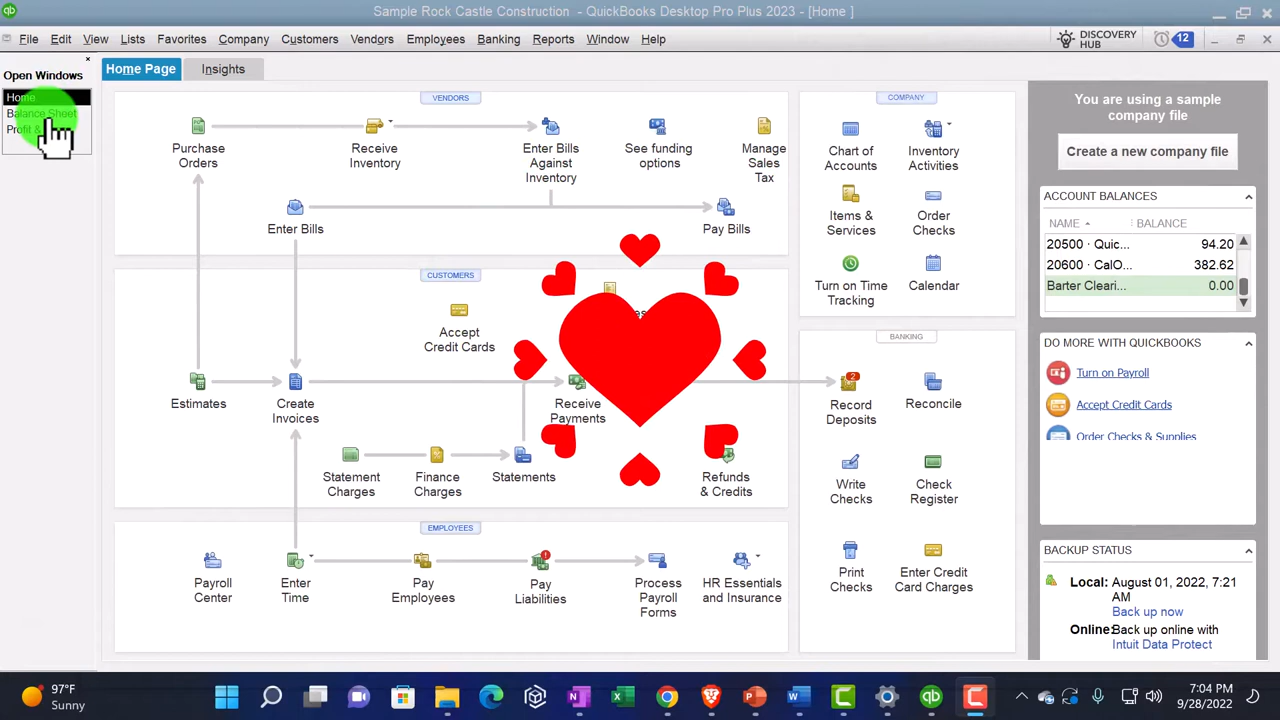 Sample Rock Castle Construction - QuickBooks Desktop Pro Plus 2023 - [Home ]
File Edit View Lists Favorites Company Customers Vendors Employees Banking Reports Window Help
DISCOVERY
HUB
12
Open Windows
Home
Balance Sheet
Home Page
Insights
VENDORS
Purchase
Orders
Receive
Inventory
Enter Bills
Against
Inventory
See funding
options
Manage
Sales
Tax
Enter Bills
Pay Bills
CUSTOMERS
Accept
Credit Cards
Estimates
Create
Invoices
Receive
Payments
Statement
Charges
Finance
Charges
Statements
Refunds
& Credits
EMPLOYEES
Payroll
Center
Enter
Time
Pay
Employees
Pay
Liabilities
Process
Payroll
Forms
HR Essentials
and Insurance
COMPANY
Chart of
Accounts
Inventory
Activities
Items &
Services
Order
Checks
Turn on Time
Tracking
Calendar
BANKING
2
Record
Deposits
Reconcile
Write
Checks
Check
Register
Print
Checks
Enter Credit
Card Charges
You are using a sample
company file
Create a new company file
ACCOUNT BALANCES
NAME BALANCE
20500 · Quic... 94.20
20600 · CalO... 382.62
Barter Cleari... 0.00
DO MORE WITH QUICKBOOKS
Turn on Payroll
Accept Credit Cards
Order Checks & Supplies
BACKUP STATUS
Local: August 01, 2022, 7:21
AM
Back up now
Online: Back up online with
Intuit Data Protect
97°F
Sunny
7:04 PM
9/28/2022